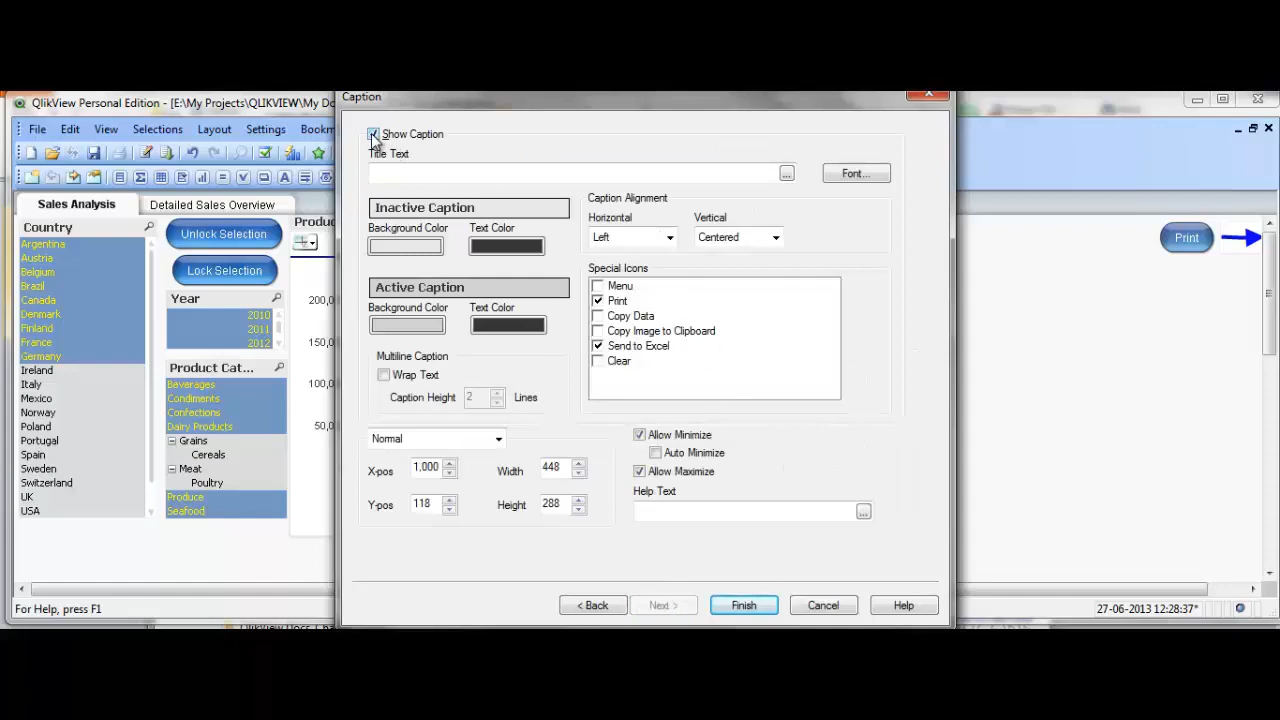 QlikView Personal Edition - [E:\My Projects\QLIKVIEW\My Do
Caption
File Edit View Selections Layout Settings Bookm
Show Caption
Title Text
Font...
Sales Analysis
Detailed Sales Overview
Inactive Caption
Background Color
Text Color
Active Caption
Background Color
Text Color
Multiline Caption
Wrap Text
Caption Height 2 Lines
Caption Alignment
Horizontal
Vertical
Left
Centered
Special Icons
Menu
Print
Copy Data
Copy Image to Clipboard
Send to Excel
Clear
Normal
X-pos 1,000 Width 448
Y-pos 118 Height 288
Allow Minimize
Auto Minimize
Allow Maximize
Help Text
< Back
Next >
Finish
Cancel
Help
Country
Argentina
Austria
Belgium
Brazil
Canada
Denmark
Finland
France
Germany
Ireland
Italy
Mexico
Norway
Poland
Portugal
Spain
Sweden
Switzerland
UK
USA
Unlock Selection
Lock Selection
Year
2010
2011
2012
Product Cat...
Beverages
Condiments
Confections
Dairy Products
Grains
Cereals
Meat
Poultry
Produce
Seafood
Produc
200,
150,
100,
50,
Print
For Help, press F1
27-06-2013 12:28:37*